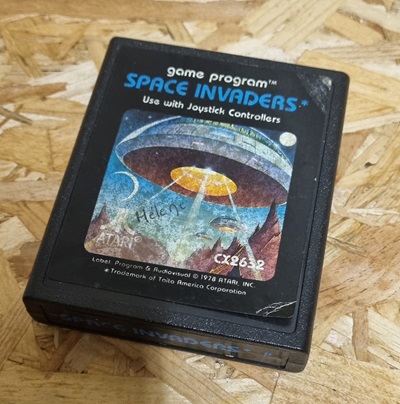 game program™
SPACE INVADERS*
Use with Joystick Controllers
Helene
ATARI®
CX2632
Label, Program & Audiovisual © 1978 ATARI, INC.
*Trademark of Taito America Corporation
SPACE INVADERS